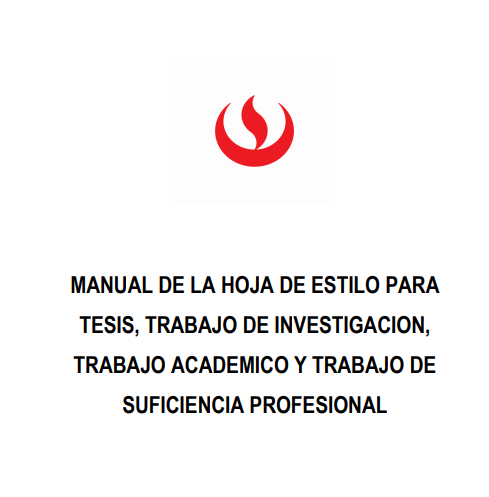 MANUAL DE LA HOJA DE ESTILO PARA
TESIS, TRABAJO DE INVESTIGACION,
TRABAJO ACADEMICO Y TRABAJO DE
SUFICIENCIA PROFESIONAL